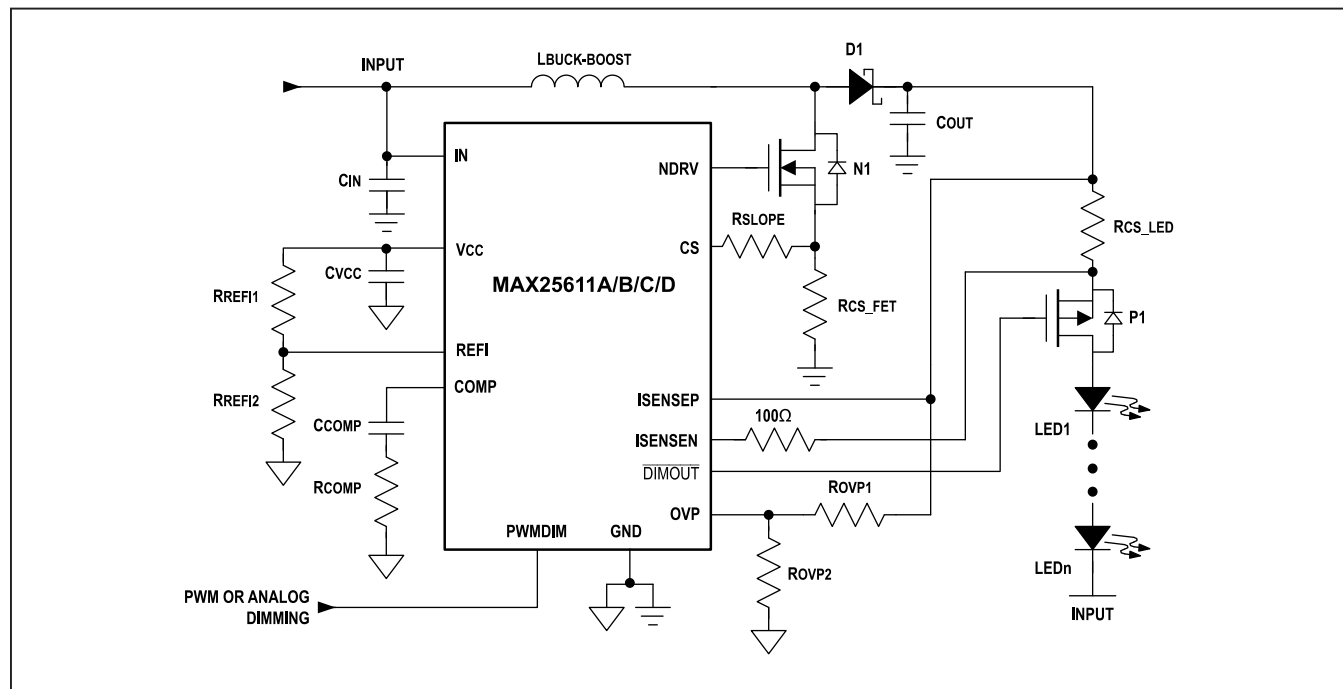 INPUT
LBUCK-BOOST
D1
COUT
IN
NDRV
N1
CIN
RSLOPE
RCS_LED
VCC
CS
CVCC
MAX25611A/B/C/D
RREFI1
RCS_FET
P1
REFI
COMP
RREFI2
ISENSEP
CCOMP
100Ω
LED1
ISENSEN
DIMOUT
RCOMP
ROVP1
OVP
PWMDIM
GND
LEDn
ROVP2
PWM OR ANALOG
DIMMING
INPUT